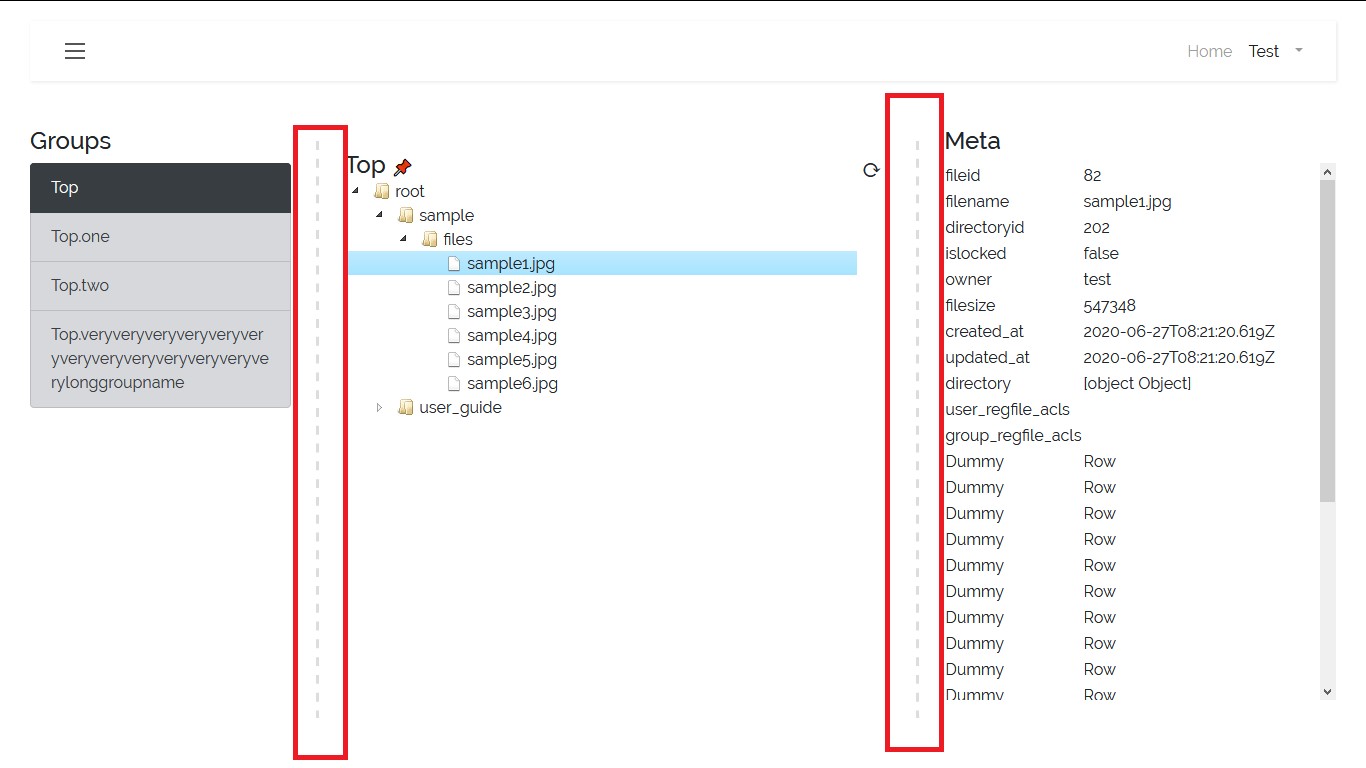 Home Test
Groups
Top
Top.one
Top.two
Top.veryveryveryveryveryver
yveryveryveryveryveryveryve
rylonggroupname
Top
root
sample
files
sample1.jpg
sample2.jpg
sample3.jpg
sample4.jpg
sample5.jpg
sample6.jpg
user_guide
Meta
fileid 82
filename sample1.jpg
directoryid 202
islocked false
owner test
filesize 547348
created_at 2020-06-27T08:21:20.619Z
updated_at 2020-06-27T08:21:20.619Z
directory [object Object]
user_regfile_acls
group_regfile_acls
Dummy Row
Dummy Row
Dummy Row
Dummy Row
Dummy Row
Dummy Row
Dummy Row
Dummy Row
Dummy Row
Dummy Row